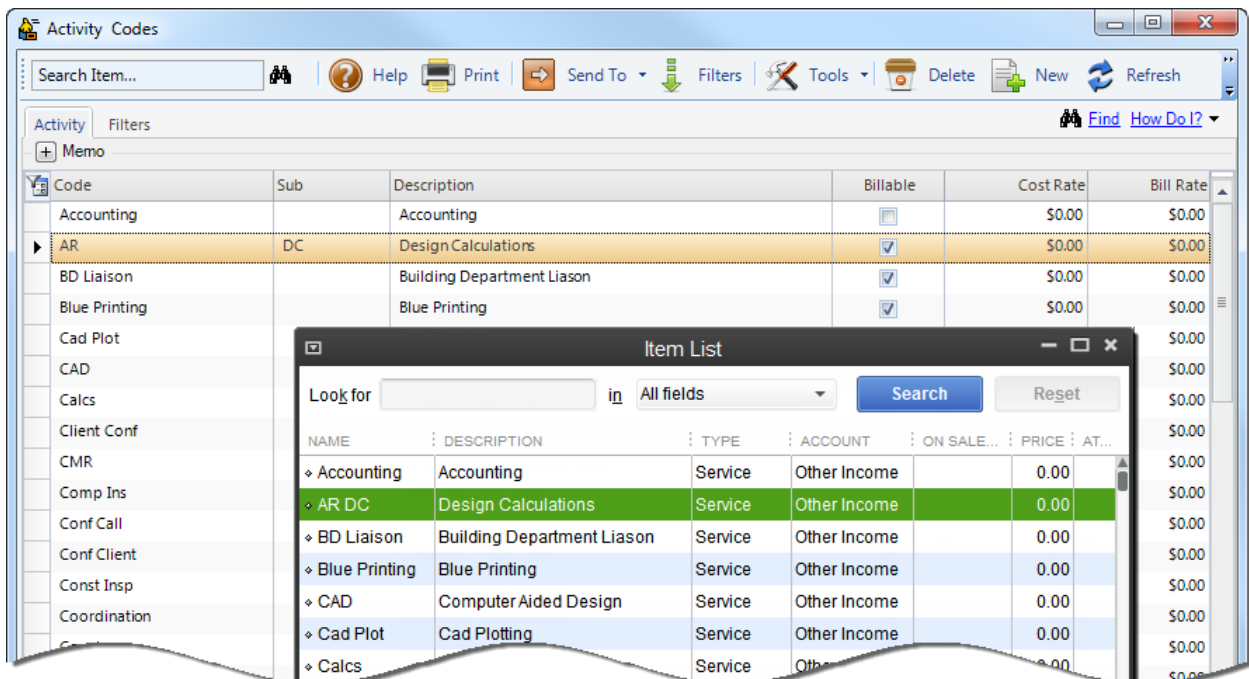 Activity Codes
Search Item... Help Print Send To Filters Tools Delete New Refresh
Activity Filters Find How Do I?
Memo
Code Sub Description Billable Cost Rate Bill Rate
Accounting Accounting $0.00 $0.00
AR DC Design Calculations $0.00 $0.00
BD Liaison Building Department Liason $0.00 $0.00
Blue Printing Blue Printing $0.00 $0.00
Cad Plot $0.00
CAD $0.00
Calcs $0.00
Client Conf $0.00
CMR $0.00
Comp Ins $0.00
Conf Call $0.00
Conf Client $0.00
Const Insp $0.00
Coordination $0.00
$0.00
$0.00
Item List
Look for in All fields Search Reset
NAME DESCRIPTION TYPE ACCOUNT ON SALE... PRICE AT...
Accounting Accounting Service Other Income 0.00
AR DC Design Calculations Service Other Income 0.00
BD Liaison Building Department Liason Service Other Income 0.00
Blue Printing Blue Printing Service Other Income 0.00
CAD Computer Aided Design Service Other Income 0.00
Cad Plot Cad Plotting Service Other Income 0.00
Calcs Service 0.00